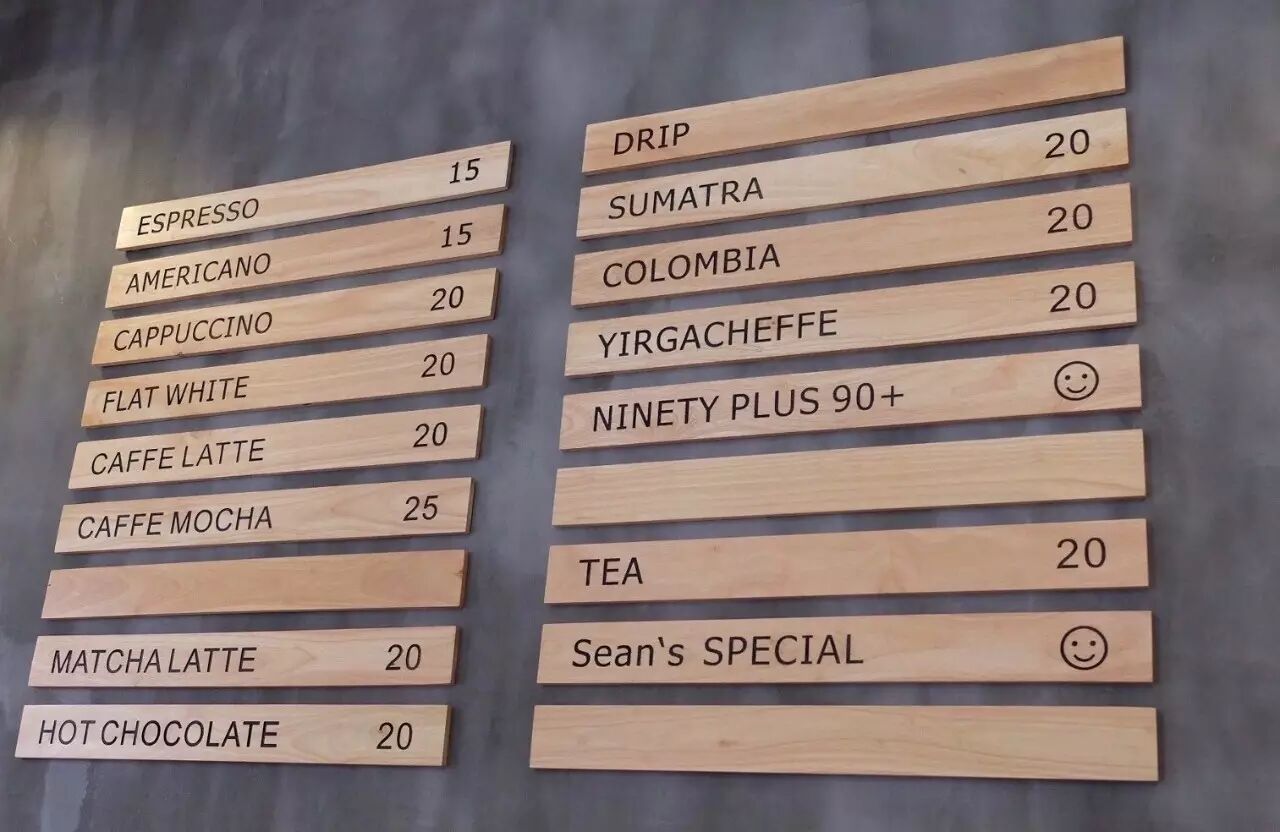 ESPRESSO 15
AMERICANO 15
CAPPUCCINO 20
FLAT WHITE 20
CAFFE LATTE 20
CAFFE MOCHA 25
MATCHA LATTE 20
HOT CHOCOLATE 20
DRIP
SUMATRA 20
COLOMBIA 20
YIRGACHEFFE 20
NINETY PLUS 90+ ☺
TEA 20
Sean's SPECIAL ☺